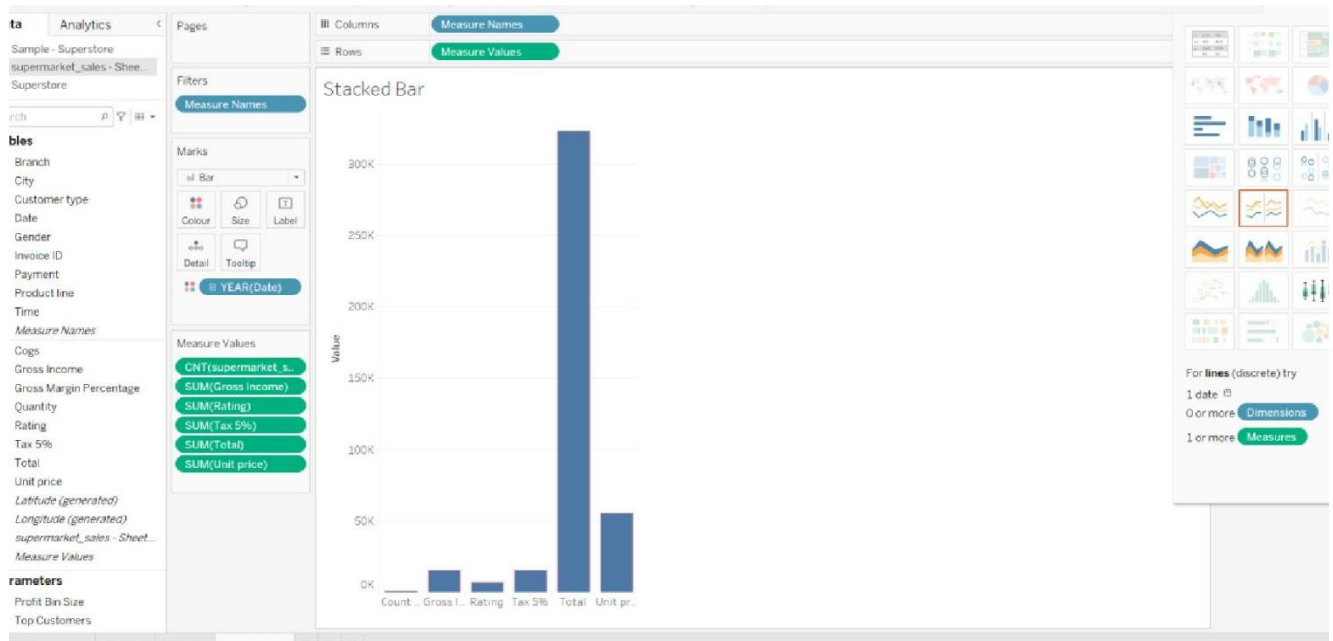 ta
Analytics
<
Sample - Superstore
supermarket_sales - Shee...
Superstore
rch
bles
Branch
City
Customer type
Date
Gender
Invoice ID
Payment
Product line
Time
Measure Names
Cogs
Gross Income
Gross Margin Percentage
Quantity
Rating
Tax 5%
Total
Unit price
Latitude (generated)
Longitude (generated)
supermarket_sales - Sheet...
Measure Values
rameters
Profit Bin Size
Top Customers
Pages
Filters
Measure Names
Marks
Bar
Colour
Size
Label
Detail
Tooltip
YEAR(Date)
Measure Values
CNT(supermarket_s..
SUM(Gross Income)
SUM(Rating)
SUM(Tax 5%)
SUM(Total)
SUM(Unit price)
Columns
Measure Names
Rows
Measure Values
Stacked Bar
300K
250K
200K
150K
100K
50K
0K
Value
Count ..
Gross I..
Rating
Tax 5%
Total
Unit pr..
For lines (discrete) try
1 date
0 or more Dimensions
1 or more Measures